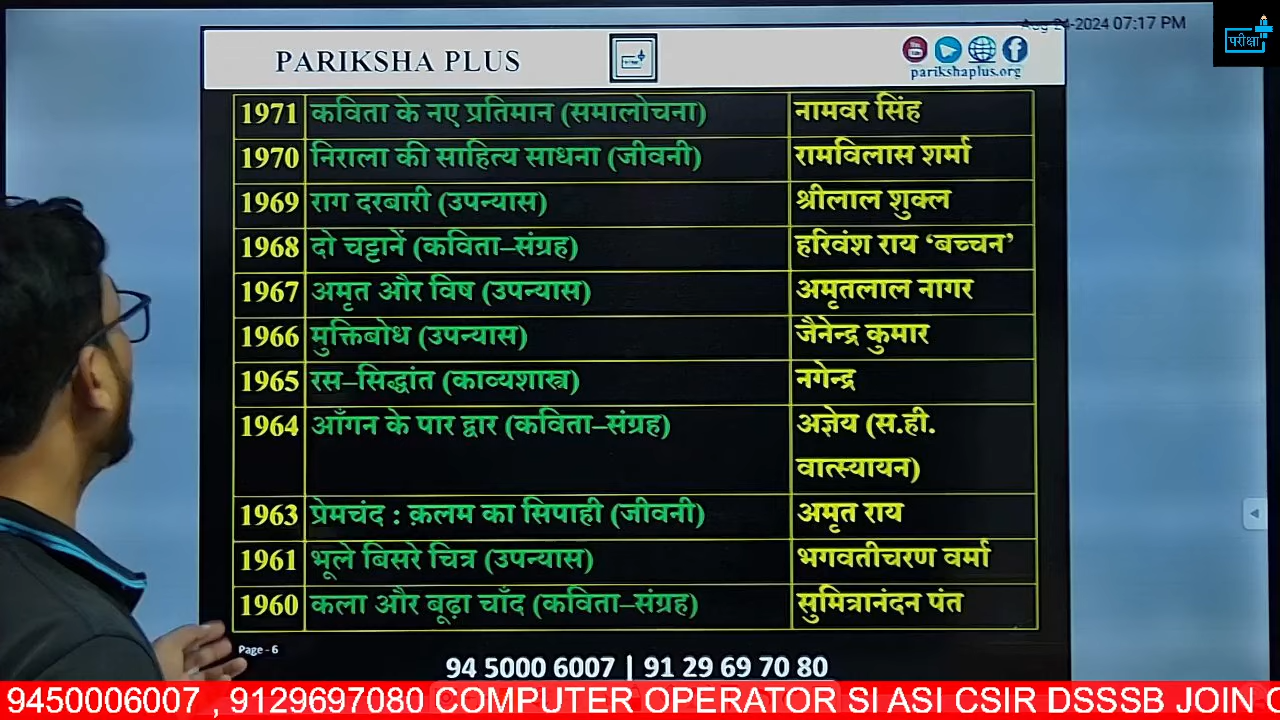 Aug 24-2024 07:17 PM
परीक्षा
PARIKSHA PLUS
parikshaplus.org
1971 कविता के नए प्रतिमान (समालोचना) नामवर सिंह
1970 निराला की साहित्य साधना (जीवनी) रामविलास शर्मा
1969 राग दरबारी (उपन्यास) श्रीलाल शुक्ल
1968 दो चट्टानें (कविता–संग्रह) हरिवंश राय ‘बच्चन’
1967 अमृत और विष (उपन्यास) अमृतलाल नागर
1966 मुक्तिबोध (उपन्यास) जैनेन्द्र कुमार
1965 रस–सिद्धांत (काव्यशास्त्र) नगेन्द्र
1964 आँगन के पार द्वार (कविता–संग्रह) अज्ञेय (स.ही.
वात्स्यायन)
1963 प्रेमचंद : क़लम का सिपाही (जीवनी) अमृत राय
1961 भूले बिसरे चित्र (उपन्यास) भगवतीचरण वर्मा
1960 कला और बूढ़ा चाँद (कविता–संग्रह) सुमित्रानंदन पंत
Page - 6
94 5000 6007 | 91 29 69 70 80
9450006007 , 9129697080 COMPUTER OPERATOR SI ASI CSIR DSSSB JOIN